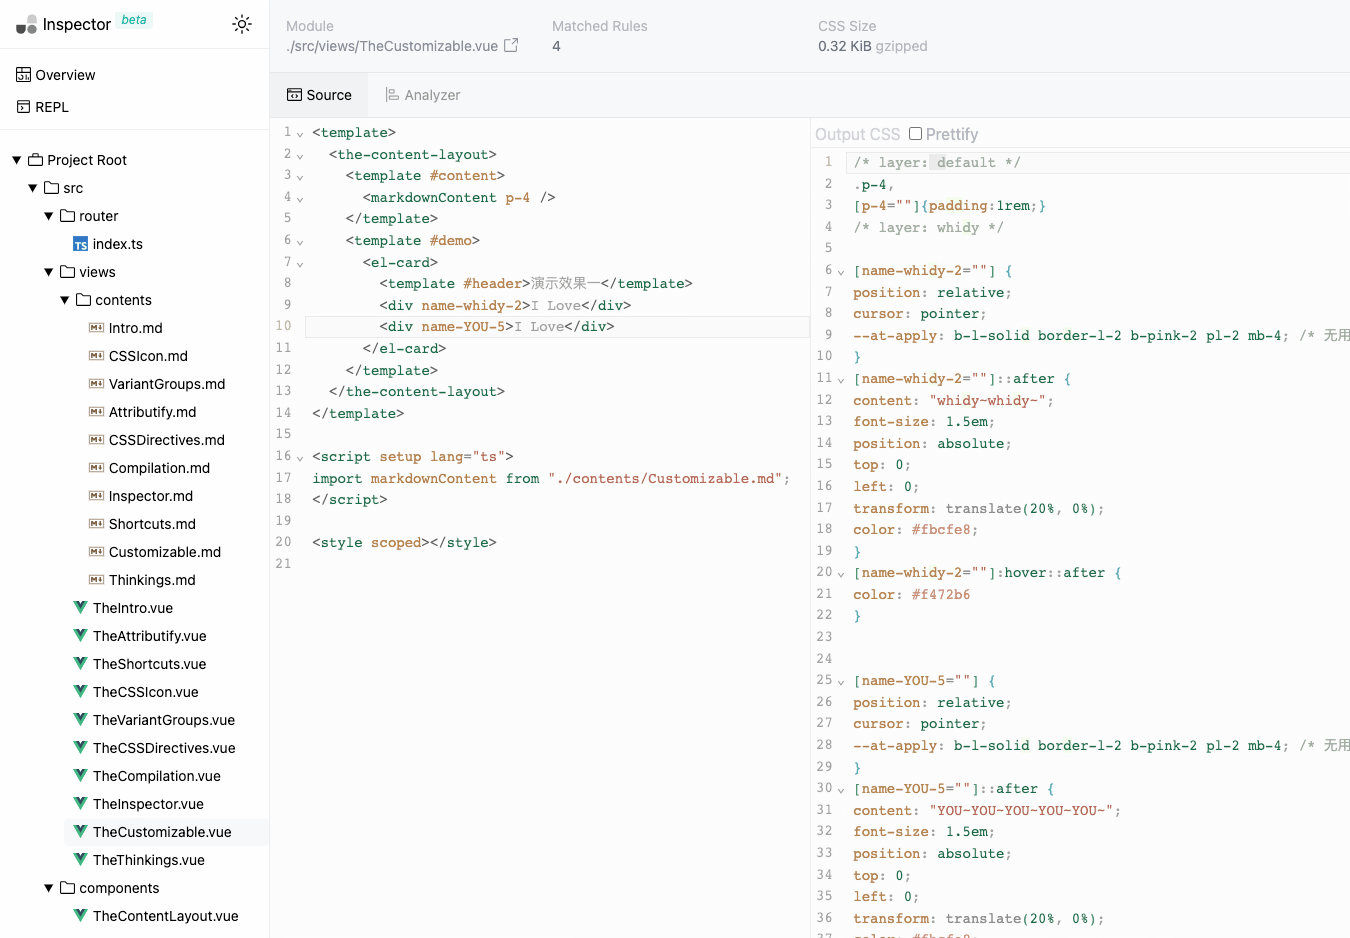 Inspector beta
Overview
REPL
Project Root
src
router
index.ts
views
contents
Intro.md
CSSIcon.md
VariantGroups.md
Attributify.md
CSSDirectives.md
Compilation.md
Inspector.md
Shortcuts.md
Customizable.md
Thinkings.md
TheIntro.vue
TheAttributify.vue
TheShortcuts.vue
TheCSSIcon.vue
TheVariantGroups.vue
TheCSSDirectives.vue
TheCompilation.vue
TheInspector.vue
TheCustomizable.vue
TheThinkings.vue
components
TheContentLayout.vue
Module
./src/views/TheCustomizable.vue
Matched Rules
4
CSS Size
0.32 KiB gzipped
Source
Analyzer
1 <template>
2 <the-content-layout>
3 <template #content>
4 <markdownContent p-4 />
5 </template>
6 <template #demo>
7 <el-card>
8 <template #header>演示效果一</template>
9 <div name-whidy-2>I Love</div>
10 <div name-YOU-5>I Love</div>
11 </el-card>
12 </template>
13 </the-content-layout>
14 </template>
15
16 <script setup lang="ts">
17 import markdownContent from "./contents/Customizable.md";
18 </script>
19
20 <style scoped></style>
21
Output CSS Prettify
1 /* layer: default */
2 .p-4,
3 [p-4=""]{padding:1rem;}
4 /* layer: whidy */
5
6 [name-whidy-2=""] {
7 position: relative;
8 cursor: pointer;
9 --at-apply: b-l-solid border-l-2 b-pink-2 pl-2 mb-4; /* 无用
10 }
11 [name-whidy-2=""]::after {
12 content: "whidy~whidy~";
13 font-size: 1.5em;
14 position: absolute;
15 top: 0;
16 left: 0;
17 transform: translate(20%, 0%);
18 color: #fbcfe8;
19 }
20 [name-whidy-2=""]:hover::after {
21 color: #f472b6
22 }
23
24
25 [name-YOU-5=""] {
26 position: relative;
27 cursor: pointer;
28 --at-apply: b-l-solid border-l-2 b-pink-2 pl-2 mb-4; /* 无用
29 }
30 [name-YOU-5=""]::after {
31 content: "YOU~YOU~YOU~YOU~YOU~";
32 font-size: 1.5em;
33 position: absolute;
34 top: 0;
35 left: 0;
36 transform: translate(20%, 0%);
37 color: #fbcfe8;